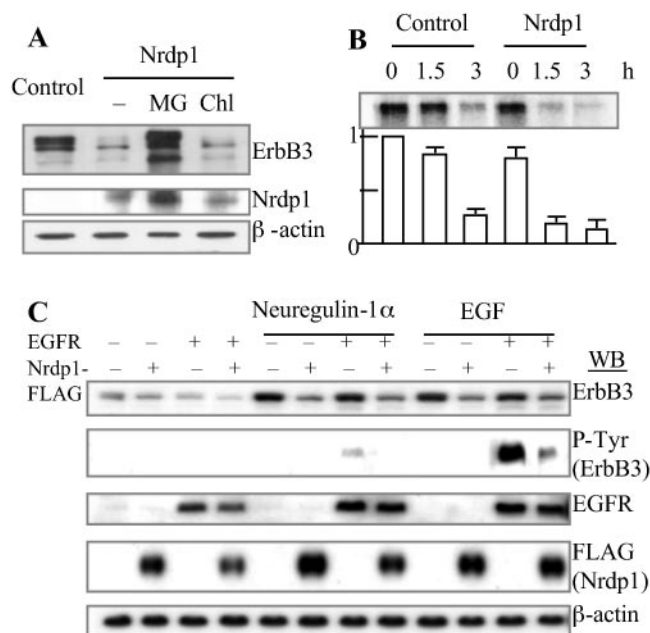 A
Nrdp1
Control
– MG Chl
ErbB3
Nrdp1
β -actin
B
Control Nrdp1
0 1.5 3 0 1.5 3 h
1
0
C
Neuregulin-1α EGF
EGFR – – + + – – + + – – + +
Nrdp1- – + – + – + – + – + – + WB
FLAG
ErbB3
P-Tyr
(ErbB3)
EGFR
FLAG
(Nrdp1)
β-actin